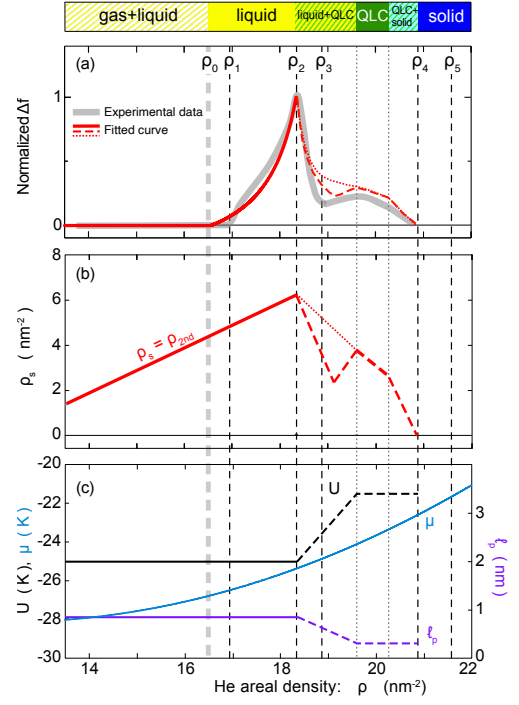 gas+liquid liquid liquid+QLC QLC QLC+solid solid
(a) ρ0 ρ1 ρ2 ρ3 ρ4 ρ5
Normalized Δf
1
0
Experimental data
Fitted curve
(b)
ρs ( nm-2)
8
6
4
2
0
ρs = ρ2nd
(c)
U (K), μ (K)
-20
-22
-24
-26
-28
-30
U
μ
ℓp
3
2
1
0
ℓp (nm)
14 16 18 20 22
He areal density: ρ (nm-2)